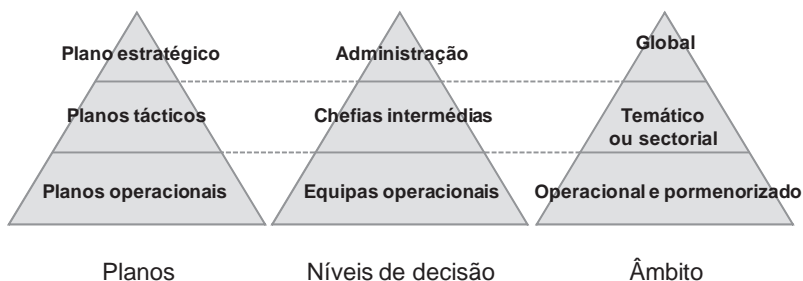 Plano estratégico
Administração
Global
Planos tácticos
Chefias intermédias
Temático
ou sectorial
Planos operacionais
Equipas operacionais
Operacional e pormenorizado
Planos
Níveis de decisão
Âmbito